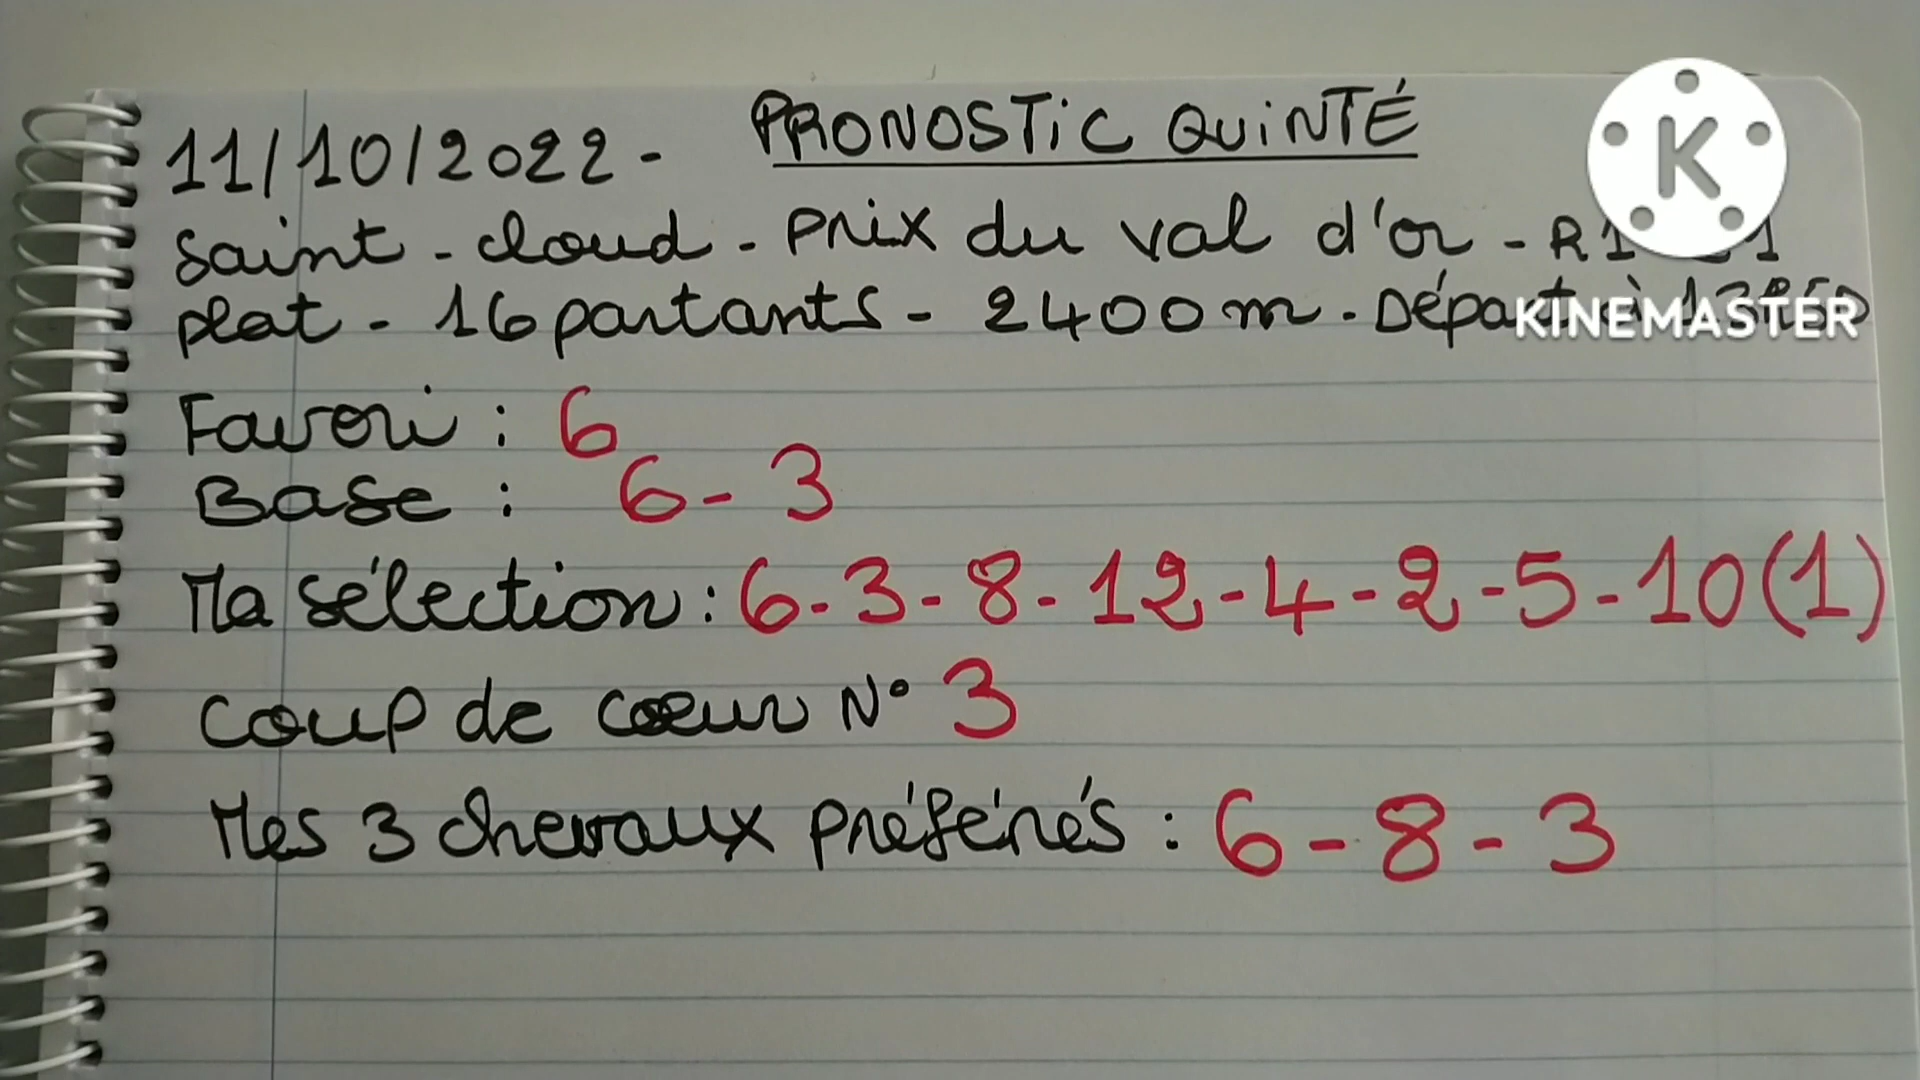 PRONOSTIC QUINTÉ
11/10/2022 -
Saint - cloud - Prix du val d'or - R1
plat - 16 partants - 2400m - Départ à
K
KINEMASTER
Favori : 6
Base : 6 - 3
Ma sélection : 6 - 3 - 8 - 12 - 4 - 2 - 5 - 10 (1)
Coup de cœur N° 3
Mes 3 chevaux préférés : 6 - 8 - 3